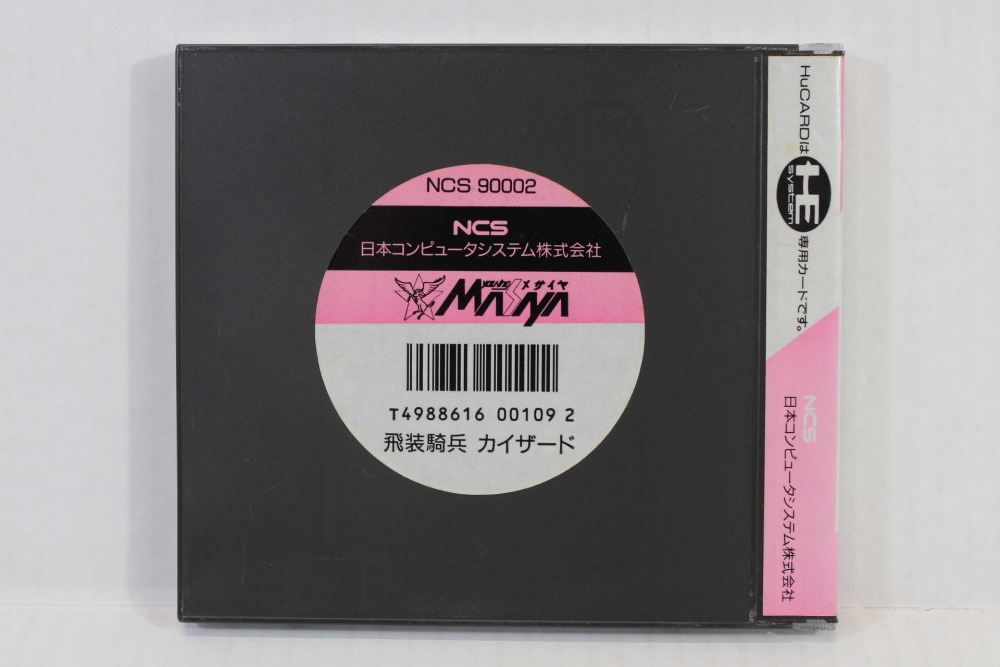 NCS 90002
NCS
日本コンピュータシステム株式会社
メサイヤ
MASAYA
T4988616 00109 2
飛装騎兵 カイザード
HuCARDは HE system 専用カードです。
NCS
日本コンピュータシステム株式会社